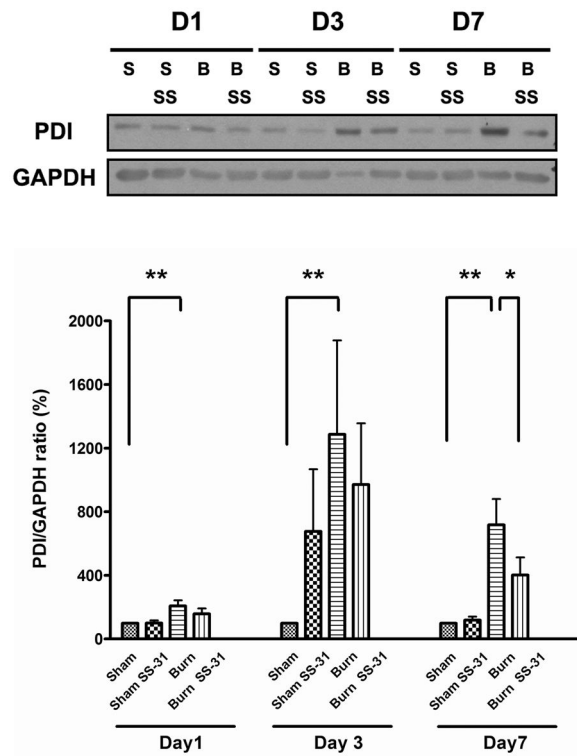 D1 D3 D7
S S B B S S B B S S B B
SS SS SS SS SS SS
PDI
GAPDH
** ** ** *
2000
1600
1200
800
400
0
PDI/GAPDH ratio (%)
Sham Sham SS-31 Burn Burn SS-31 Sham Sham SS-31 Burn Burn SS-31 Sham Sham SS-31 Burn Burn SS-31
Day1 Day 3 Day7